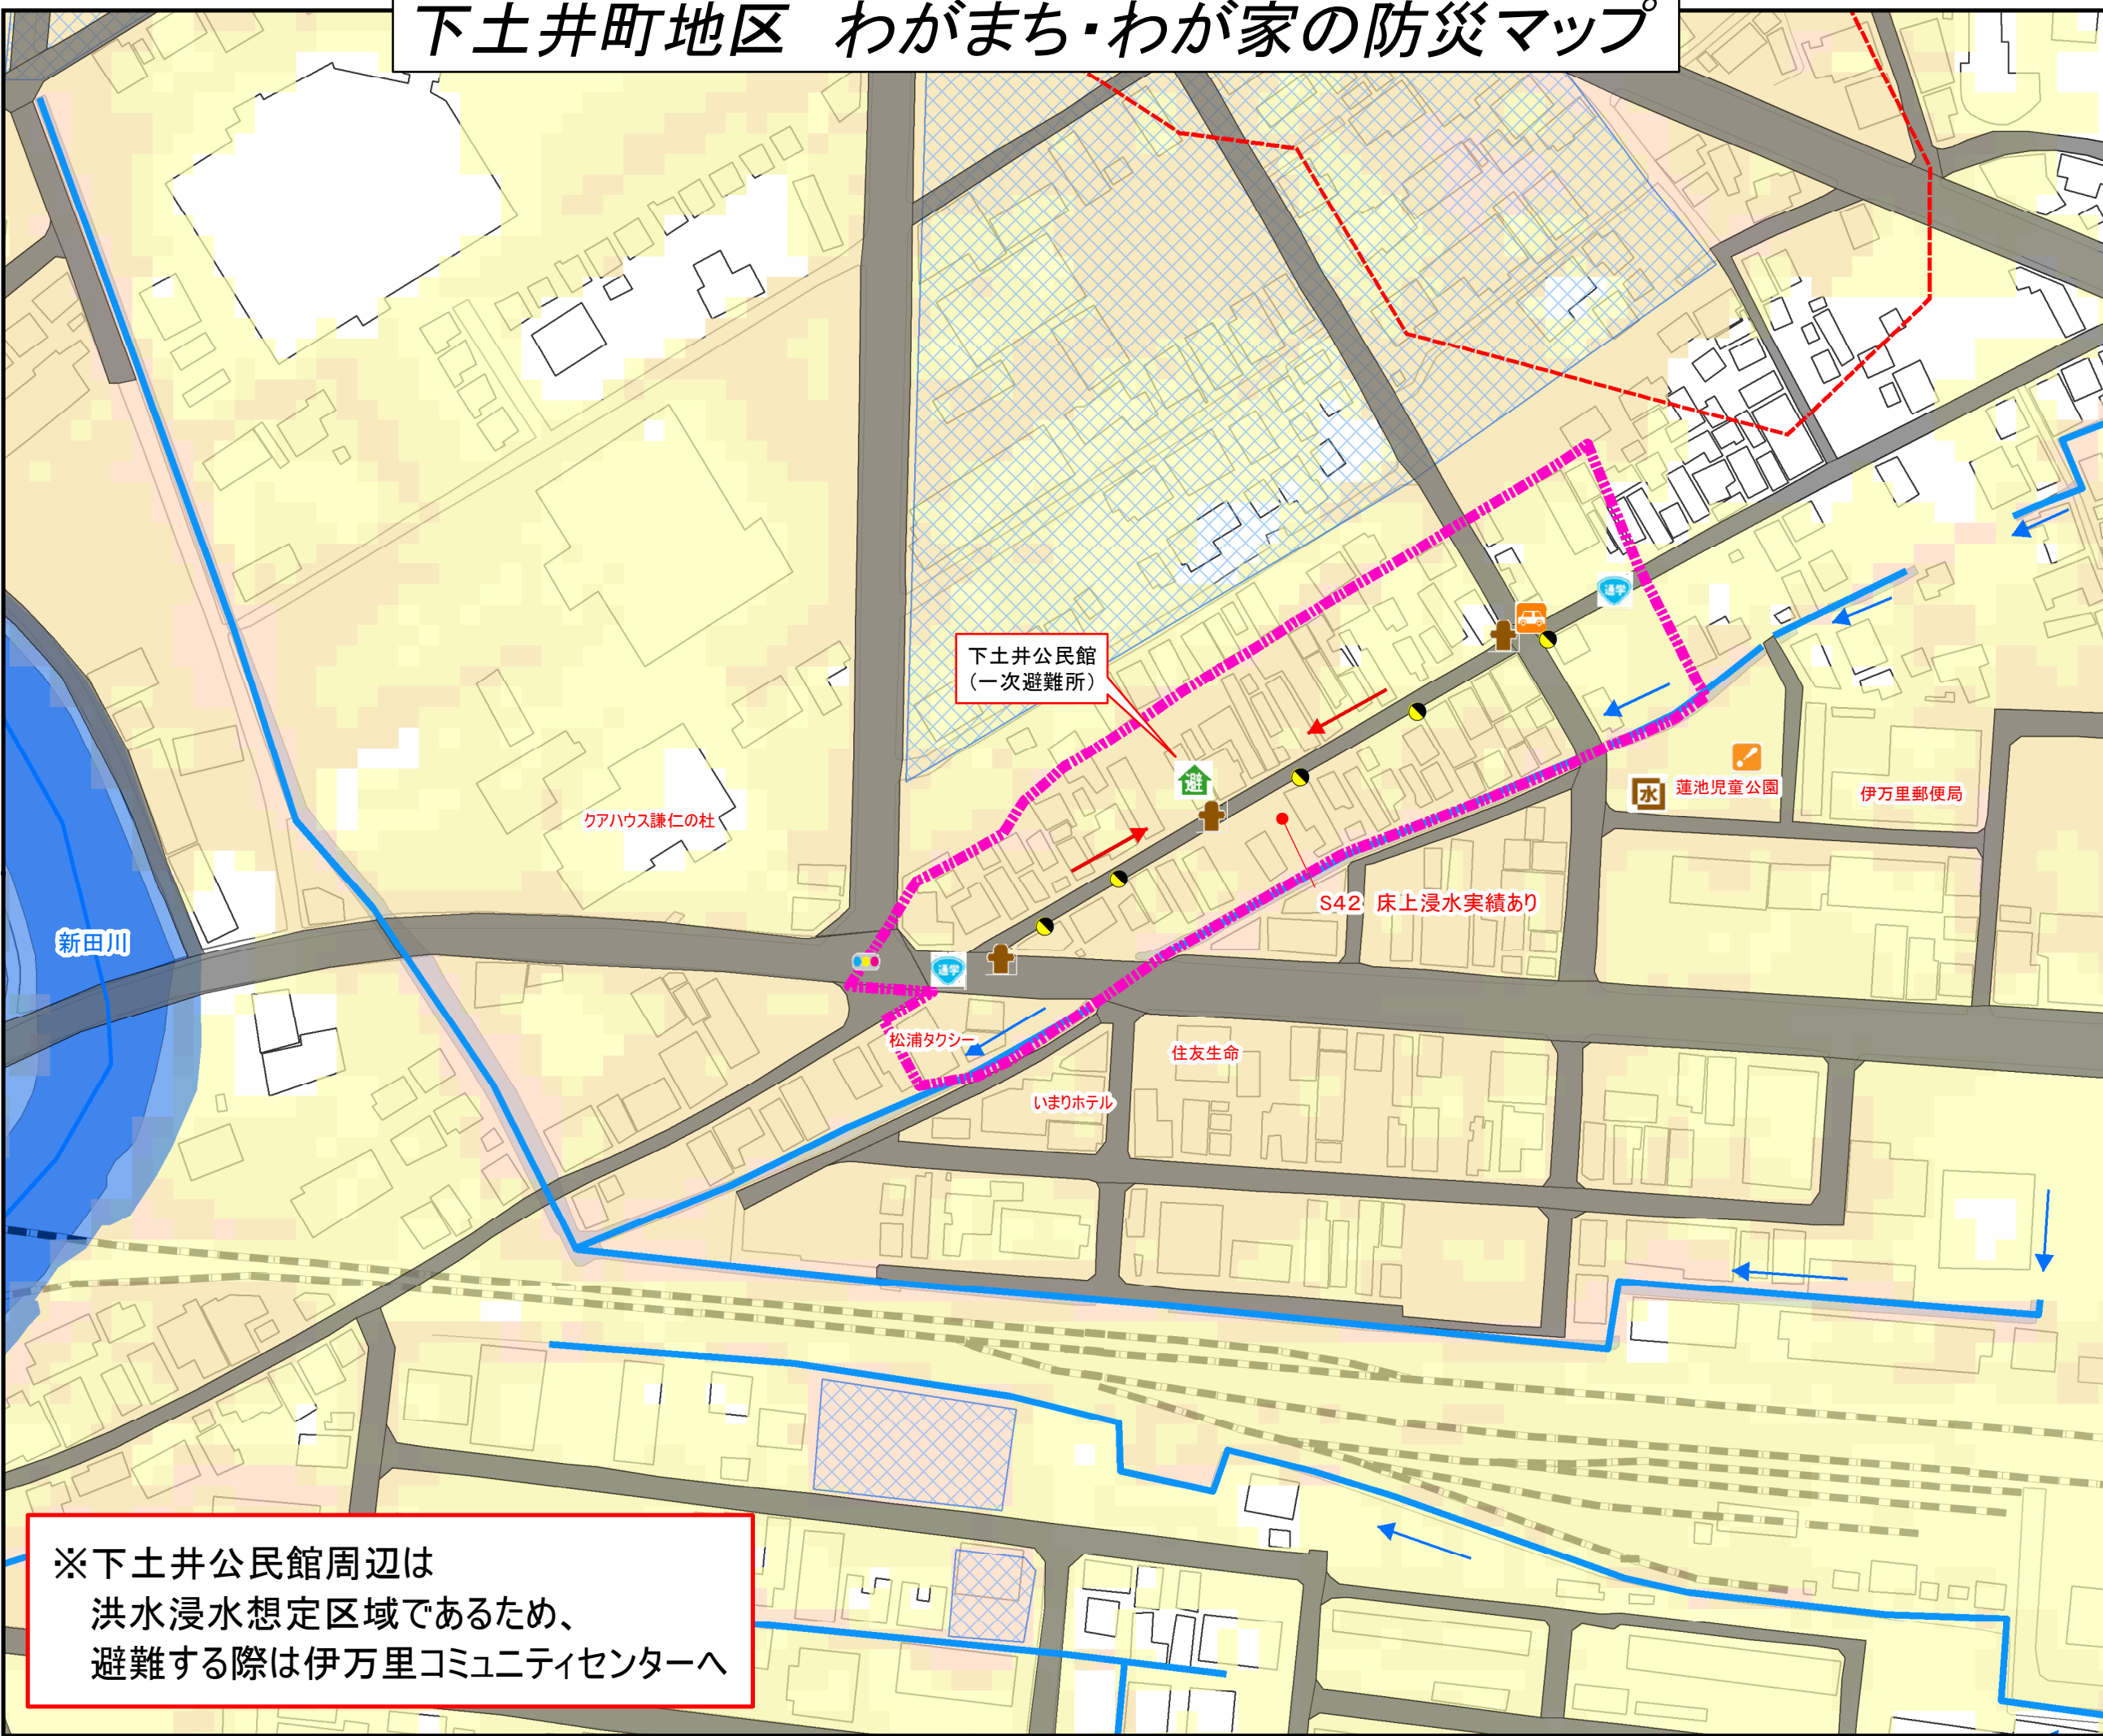 下土井町地区 わがまち・わが家の防災マップ
通学
下土井公民館
(一次避難所)
避
水
蓮池児童公園
伊万里郵便局
クアハウス謙仁の杜
S42 床上浸水実績あり
新田川
通学
松浦タクシー
住友生命
いまりホテル
※下土井公民館周辺は
洪水浸水想定区域であるため、
避難する際は伊万里コミュニティセンターへ